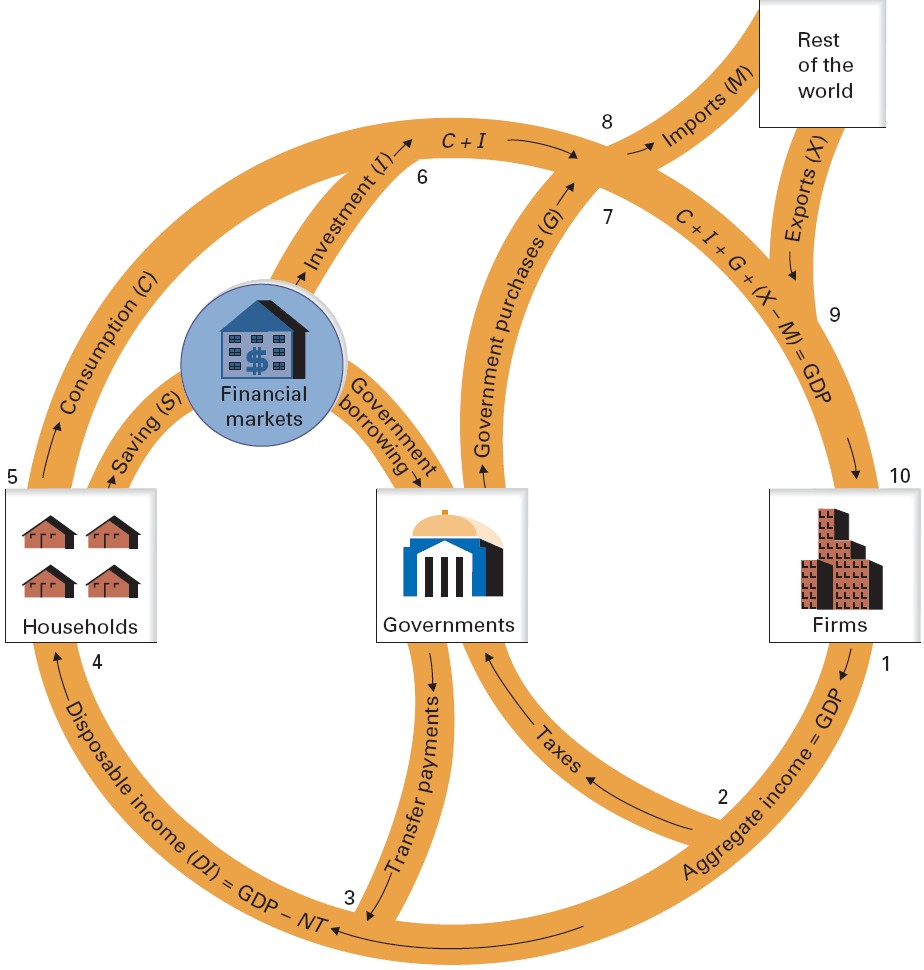 Rest
of the
world
Imports (M)
Exports (X)
8
C + I
Investment (I)
6
7
C + I + G + (X – M) = GDP
9
Government purchases (G)
Consumption (C)
$
Financial
markets
Saving (S)
Government
borrowing
5
10
Households
Governments
Firms
4
1
Disposable income (DI) = GDP – NT
Transfer payments
Taxes
2
Aggregate income = GDP
3